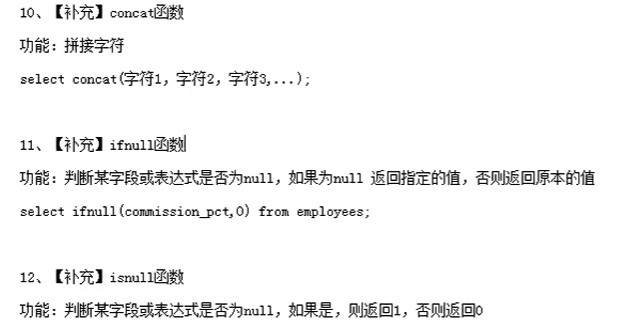 10、【补充】concat函数
功能：拼接字符
select concat(字符1，字符2，字符3,...);
11、【补充】ifnull函数
功能：判断某字段或表达式是否为null，如果为null 返回指定的值，否则返回原本的值
select ifnull(commission_pct,0) from employees;
12、【补充】isnull函数
功能：判断某字段或表达式是否为null，如果是，则返回1，否则返回0